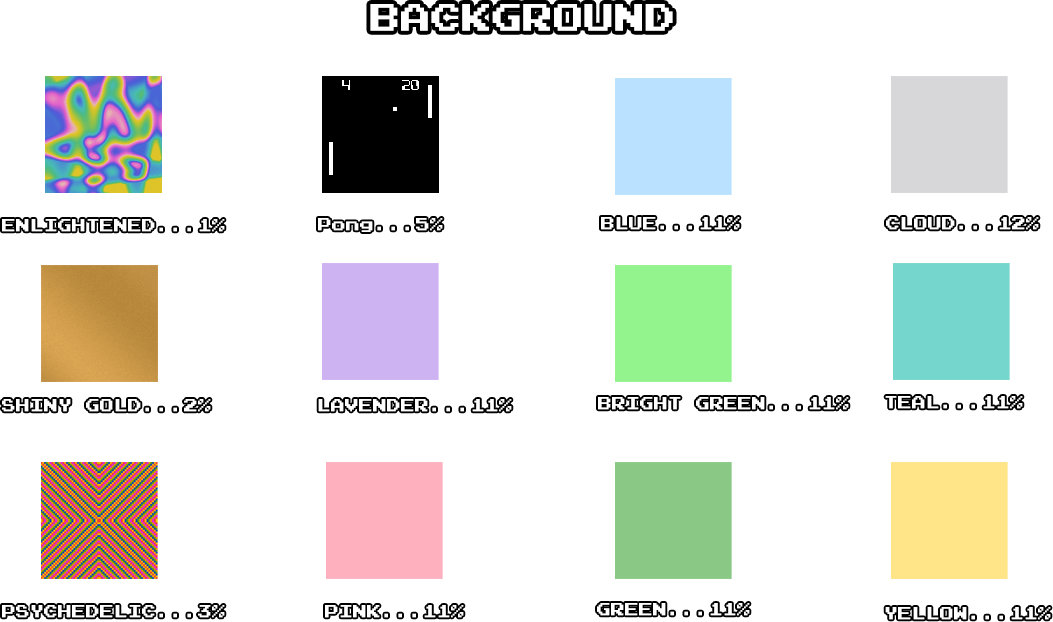 BACKGROUND
4 20
ENLIGHTENED...1%
Pong...5%
BLUE...11%
CLOUD...12%
SHINY GOLD...2%
LAVENDER...11%
BRIGHT GREEN...11%
TEAL...11%
PSYCHEDELIC...3%
PINK...11%
GREEN...11%
YELLOW...11%